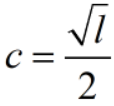 c = √l / 2